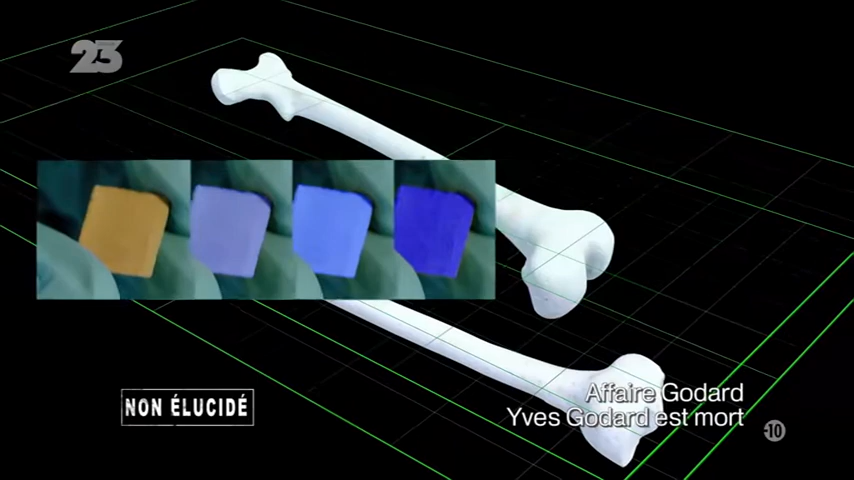 23
NON ÉLUCIDÉ
Affaire Godard
Yves Godard est mort
-10